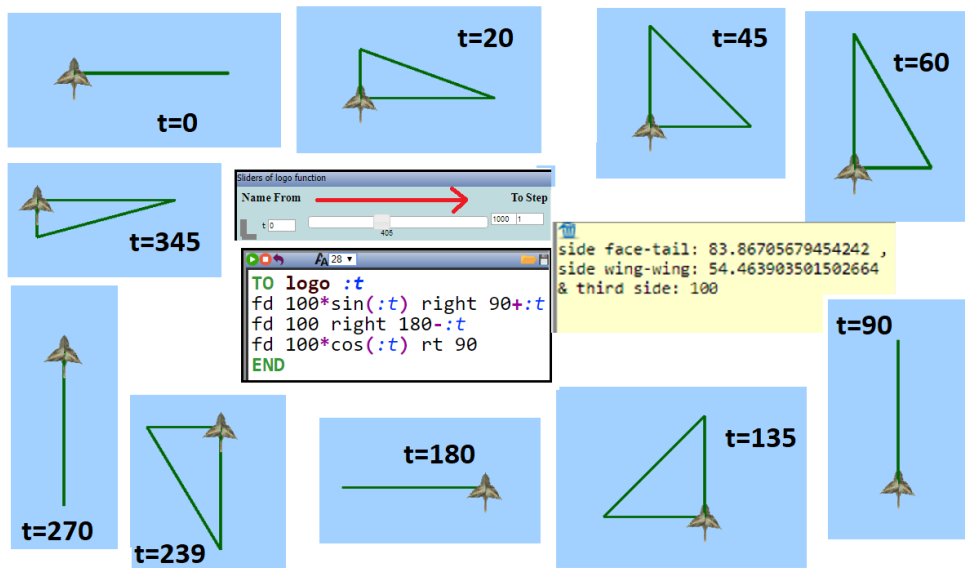 t=0
t=20
t=45
t=60
t=345
Sliders of logo function
Name From To Step
t 0 1000 1
405
28
TO logo :t
fd 100*sin(:t) right 90+:t
fd 100 right 180-:t
fd 100*cos(:t) rt 90
END
side face-tail: 83.86705679454242 ,
side wing-wing: 54.463903501502664
& third side: 100
t=90
t=270
t=239
t=180
t=135